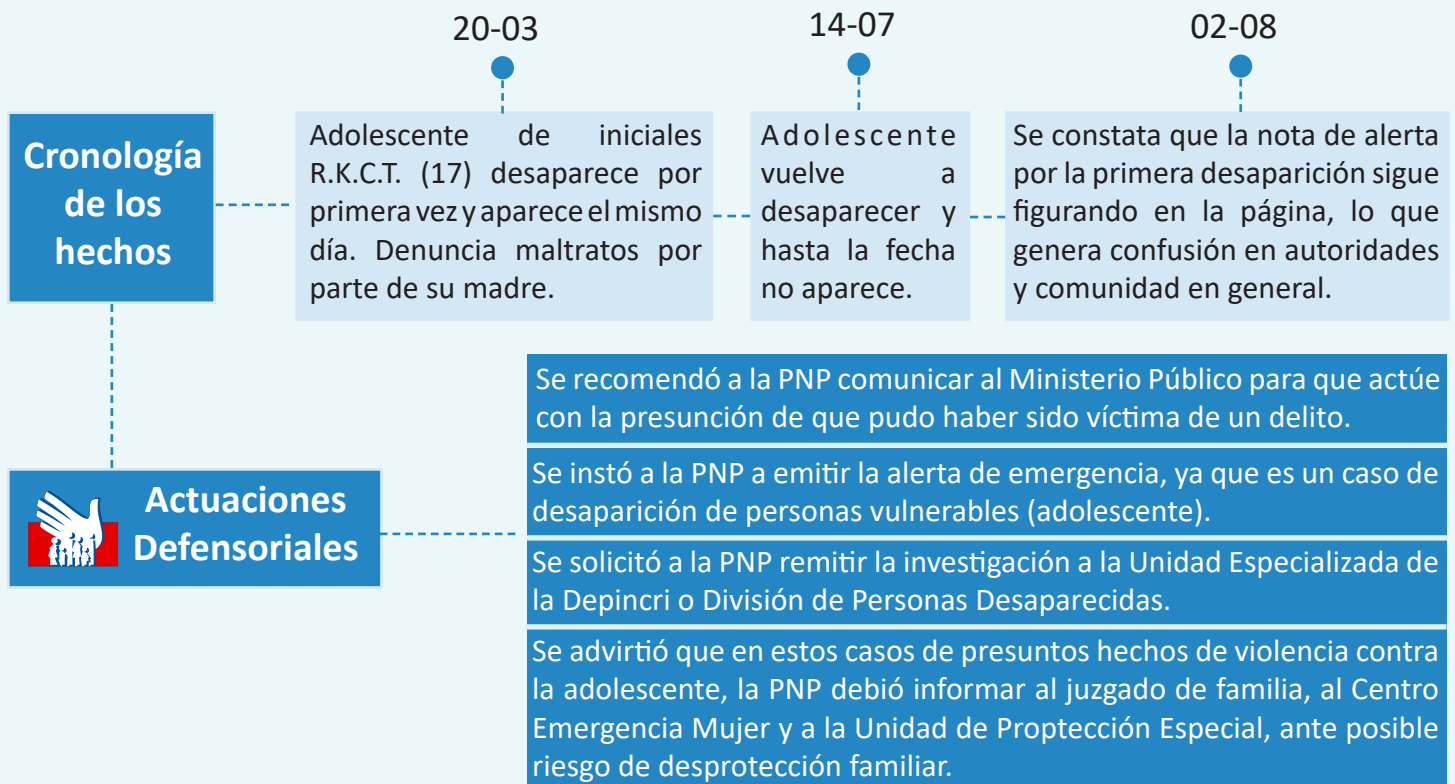 20-03
14-07
02-08
Cronología
de los
hechos
Adolescente de iniciales
R.K.C.T. (17) desaparece por
primera vez y aparece el mismo
día. Denuncia maltratos por
parte de su madre.
Adolescente
vuelve a
desaparecer y
hasta la fecha
no aparece.
Se constata que la nota de alerta
por la primera desaparición sigue
figurando en la página, lo que
genera confusión en autoridades
y comunidad en general.
Actuaciones
Defensoriales
Se recomendó a la PNP comunicar al Ministerio Público para que actúe
con la presunción de que pudo haber sido víctima de un delito.
Se instó a la PNP a emitir la alerta de emergencia, ya que es un caso de
desaparición de personas vulnerables (adolescente).
Se solicitó a la PNP remitir la investigación a la Unidad Especializada de
la Depincri o División de Personas Desaparecidas.
Se advirtió que en estos casos de presuntos hechos de violencia contra
la adolescente, la PNP debió informar al juzgado de familia, al Centro
Emergencia Mujer y a la Unidad de Proptección Especial, ante posible
riesgo de desprotección familiar.